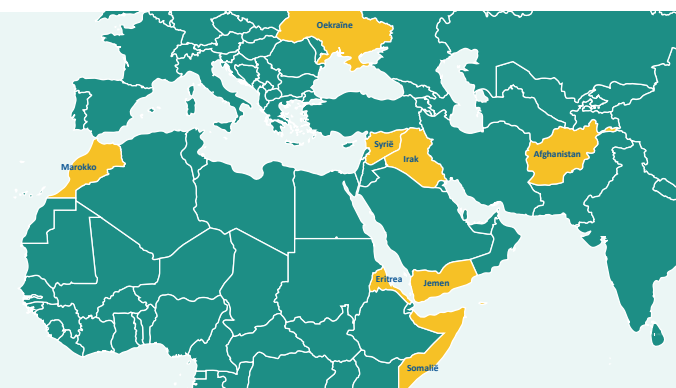 Oekraïne
Marokko
Syrië
Irak
Afghanistan
Eritrea
Jemen
Somalië